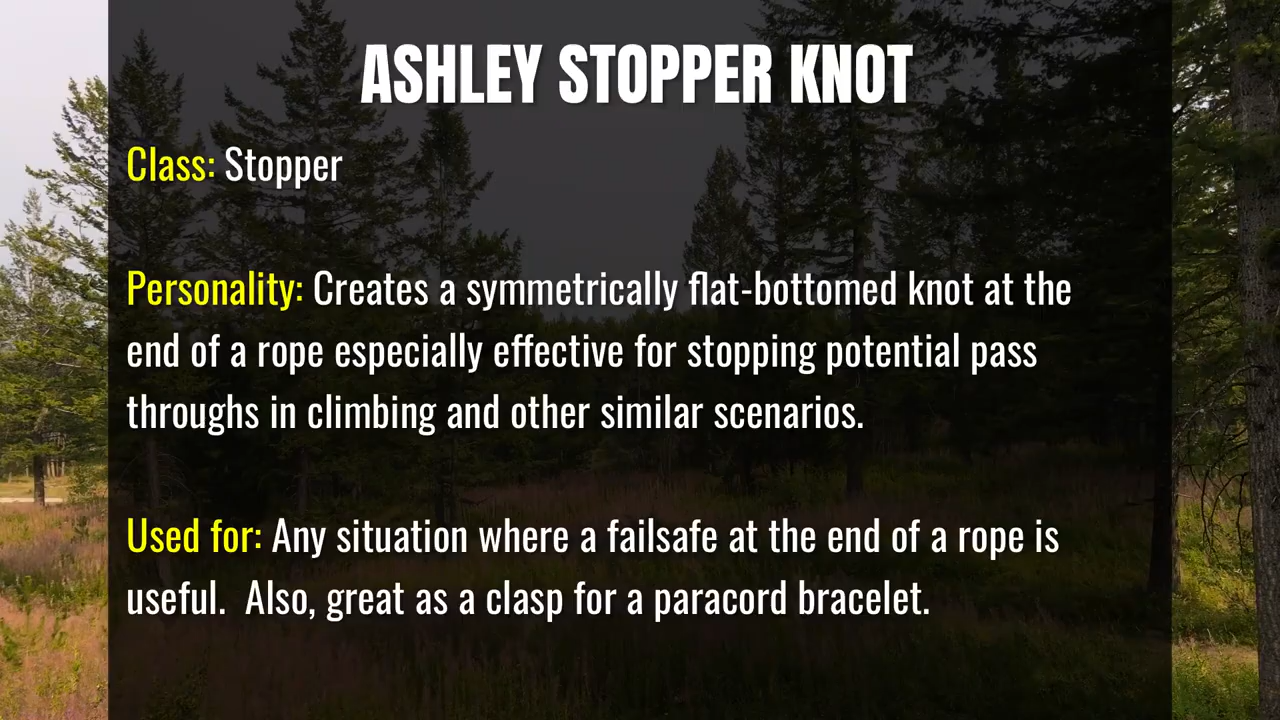 ASHLEY STOPPER KNOT
Class: Stopper
Personality: Creates a symmetrically flat-bottomed knot at the
end of a rope especially effective for stopping potential pass
throughs in climbing and other similar scenarios.
Used for: Any situation where a failsafe at the end of a rope is
useful.  Also, great as a clasp for a paracord bracelet.